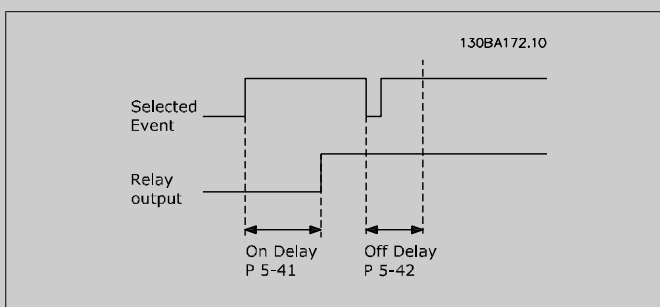 130BA172.10
Selected
Event
Relay
output
On Delay
P 5-41
Off Delay
P 5-42